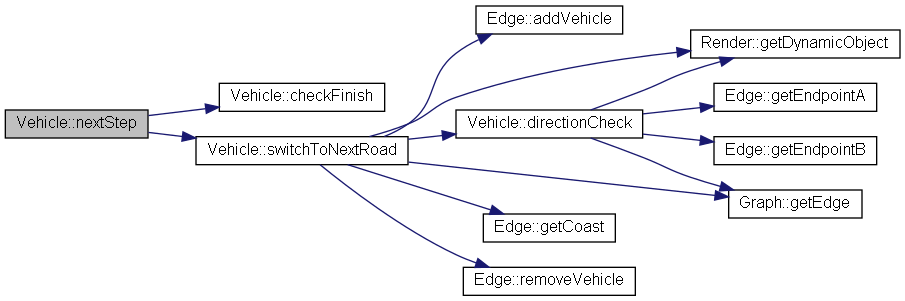 Vehicle::nextStep
Vehicle::checkFinish
Vehicle::switchToNextRoad
Edge::addVehicle
Vehicle::directionCheck
Edge::getCoast
Edge::removeVehicle
Render::getDynamicObject
Edge::getEndpointA
Edge::getEndpointB
Graph::getEdge